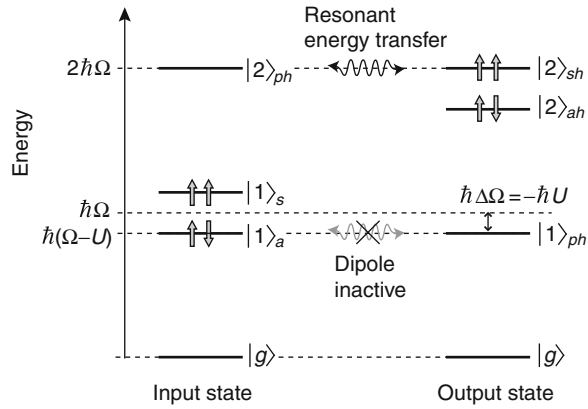 Resonant
energy transfer
2ħΩ
|2⟩ph
|2⟩sh
|2⟩ah
Energy
|1⟩s
ħΩ
ħΔΩ = −ħU
ħ(Ω−U)
|1⟩a
|1⟩ph
Dipole
inactive
|g⟩
|g⟩
Input state
Output state